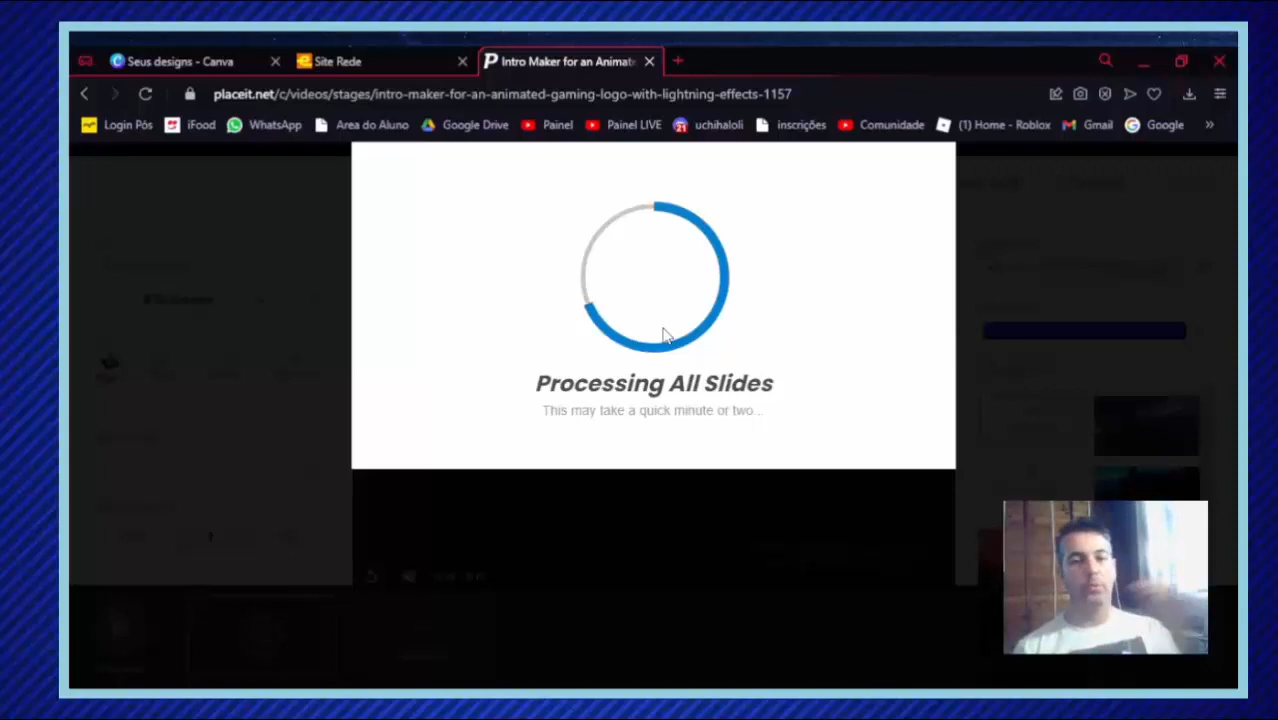 Seus designs - Canva
Site Rede
Intro Maker for an Animat
placeit.net/c/videos/stages/intro-maker-for-an-animated-gaming-logo-with-lightning-effects-1157
Login Pós iFood WhatsApp Area do Aluno Google Drive Painel Painel LIVE 21 uchihaloli inscrições Comunidade (1) Home - Roblox Gmail Google »
Processing All Slides
This may take a quick minute or two...